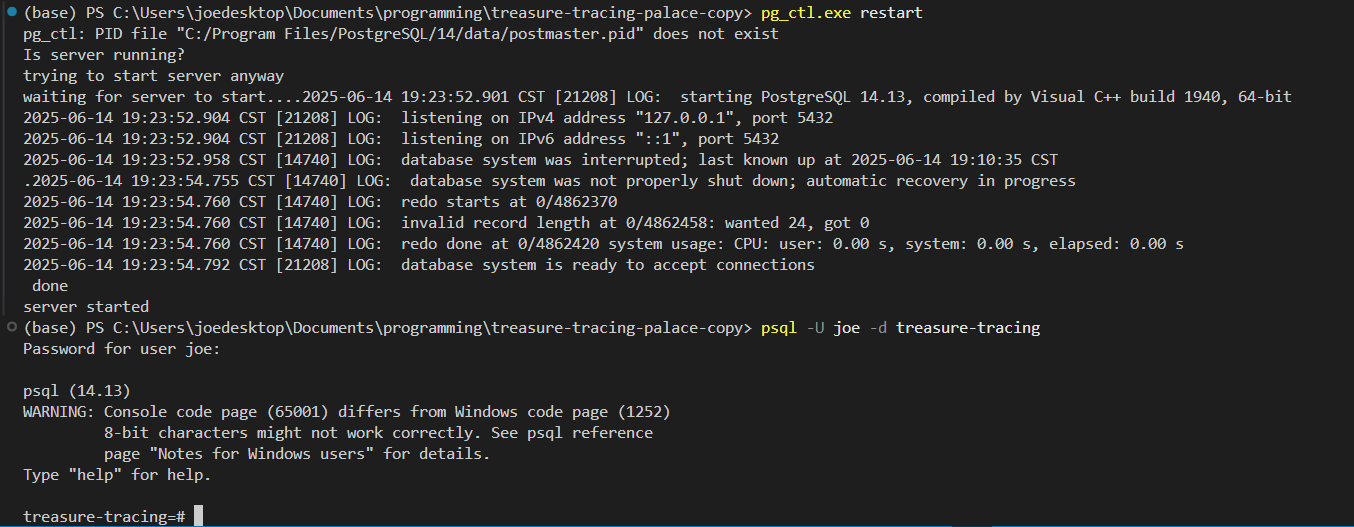 (base) PS C:\Users\joedesktop\Documents\programming\treasure-tracing-palace-copy> pg_ctl.exe restart
pg_ctl: PID file "C:/Program Files/PostgreSQL/14/data/postmaster.pid" does not exist
Is server running?
trying to start server anyway
waiting for server to start....2025-06-14 19:23:52.901 CST [21208] LOG:  starting PostgreSQL 14.13, compiled by Visual C++ build 1940, 64-bit
2025-06-14 19:23:52.904 CST [21208] LOG:  listening on IPv4 address "127.0.0.1", port 5432
2025-06-14 19:23:52.904 CST [21208] LOG:  listening on IPv6 address "::1", port 5432
2025-06-14 19:23:52.958 CST [14740] LOG:  database system was interrupted; last known up at 2025-06-14 19:10:35 CST
.2025-06-14 19:23:54.755 CST [14740] LOG:  database system was not properly shut down; automatic recovery in progress
2025-06-14 19:23:54.760 CST [14740] LOG:  redo starts at 0/4862370
2025-06-14 19:23:54.760 CST [14740] LOG:  invalid record length at 0/4862458: wanted 24, got 0
2025-06-14 19:23:54.760 CST [14740] LOG:  redo done at 0/4862420 system usage: CPU: user: 0.00 s, system: 0.00 s, elapsed: 0.00 s
2025-06-14 19:23:54.792 CST [21208] LOG:  database system is ready to accept connections
 done
server started
(base) PS C:\Users\joedesktop\Documents\programming\treasure-tracing-palace-copy> psql -U joe -d treasure-tracing
Password for user joe:
psql (14.13)
WARNING: Console code page (65001) differs from Windows code page (1252)
         8-bit characters might not work correctly. See psql reference
         page "Notes for Windows users" for details.
Type "help" for help.
treasure-tracing=#